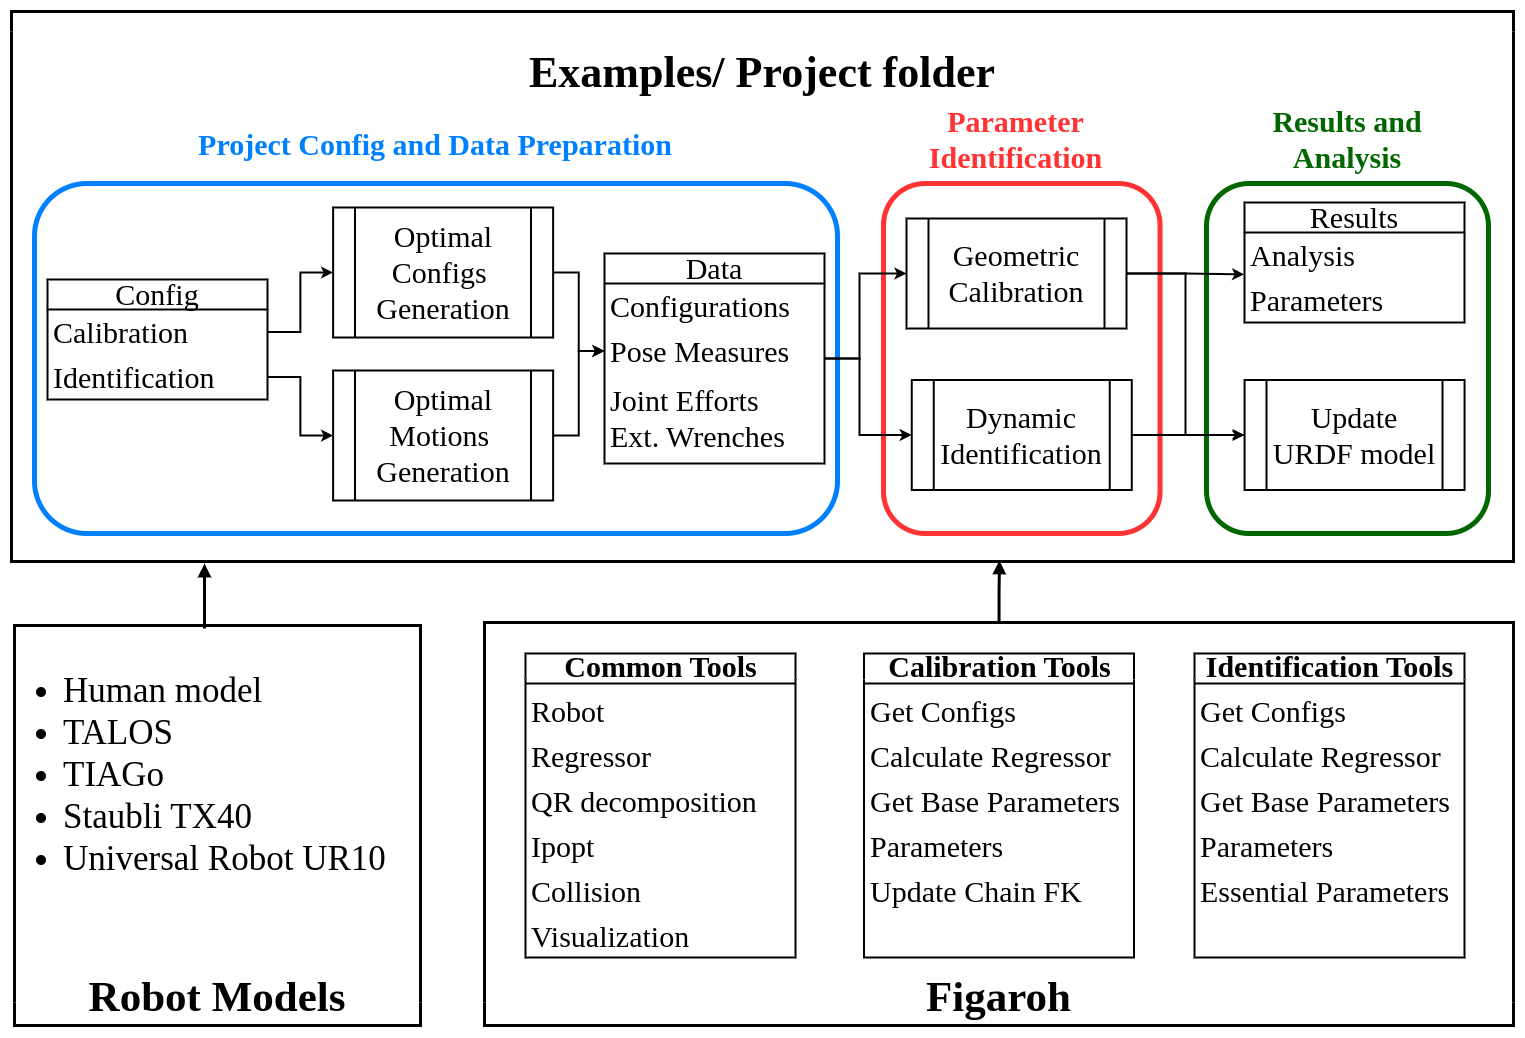 Examples/ Project folder
Project Config and Data Preparation
Parameter
Identification
Results and
Analysis
Config
Calibration
Identification
Optimal
Configs
Generation
Optimal
Motions
Generation
Data
Configurations
Pose Measures
Joint Efforts
Ext. Wrenches
Geometric
Calibration
Dynamic
Identification
Results
Analysis
Parameters
Update
URDF model
• Human model
• TALOS
• TIAGo
• Staubli TX40
• Universal Robot UR10
Robot Models
Common Tools
Robot
Regressor
QR decomposition
Ipopt
Collision
Visualization
Calibration Tools
Get Configs
Calculate Regressor
Get Base Parameters
Parameters
Update Chain FK
Identification Tools
Get Configs
Calculate Regressor
Get Base Parameters
Parameters
Essential Parameters
Figaroh